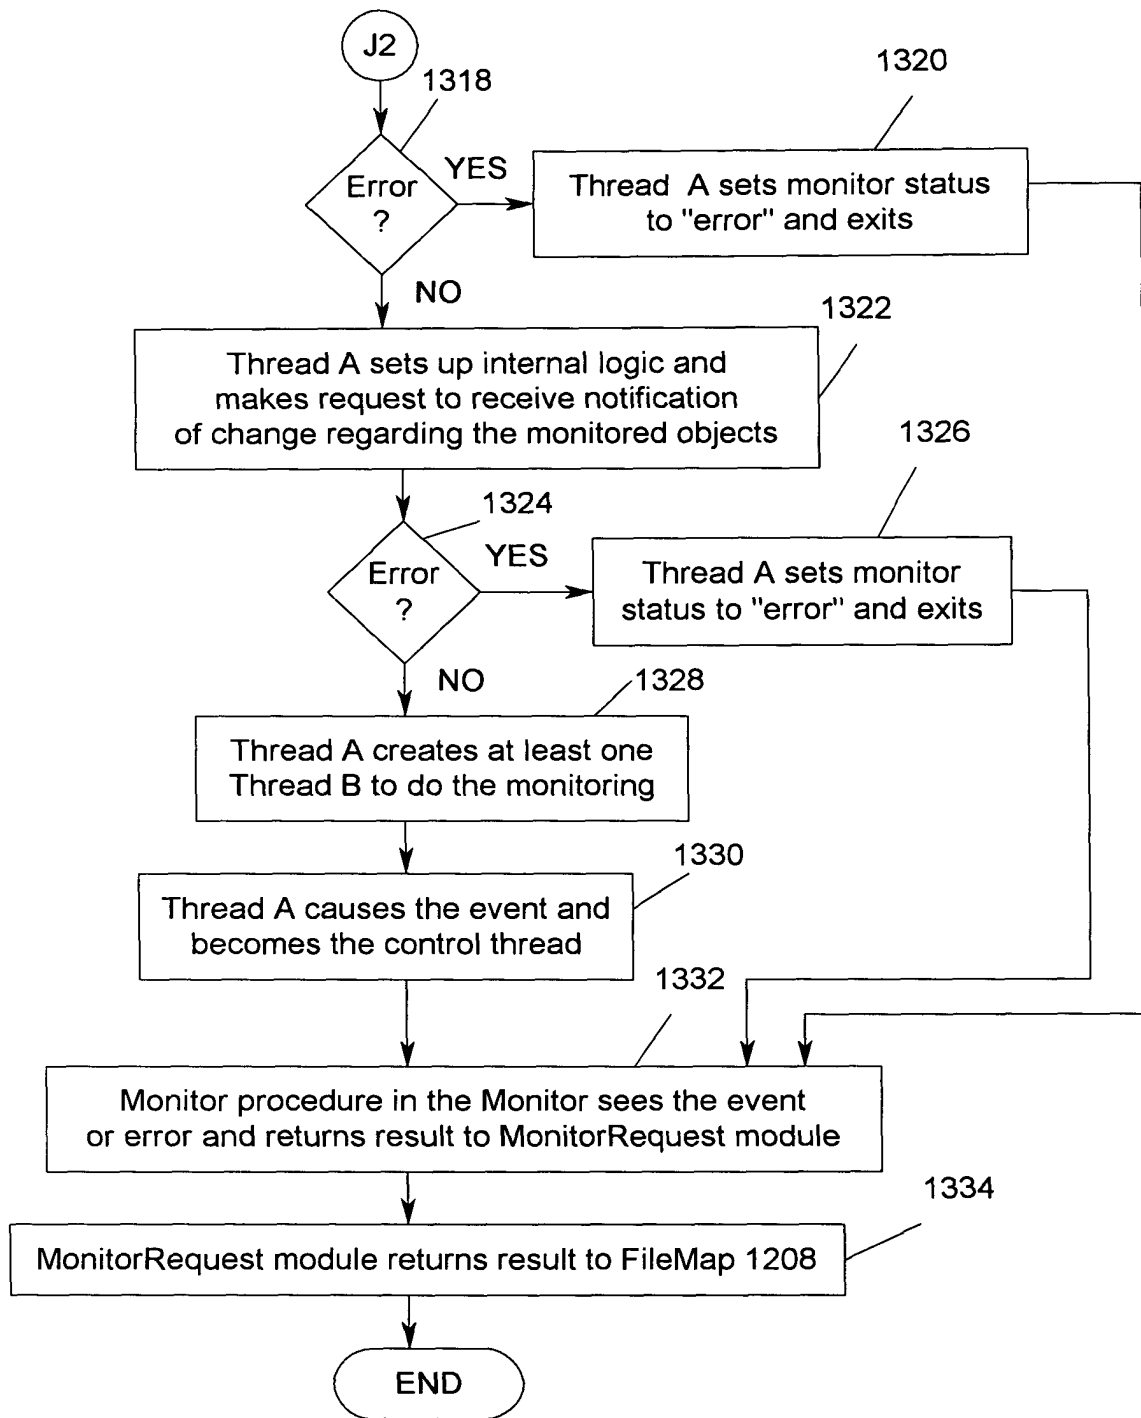 J2
1318
1320
Error
?
YES
Thread A sets monitor status
to "error" and exits
NO
1322
Thread A sets up internal logic and
makes request to receive notification
of change regarding the monitored objects
1324
1326
Error
?
YES
Thread A sets monitor
status to "error" and exits
NO
1328
Thread A creates at least one
Thread B to do the monitoring
1330
Thread A causes the event and
becomes the control thread
1332
Monitor procedure in the Monitor sees the event
or error and returns result to MonitorRequest module
1334
MonitorRequest module returns result to FileMap 1208
END